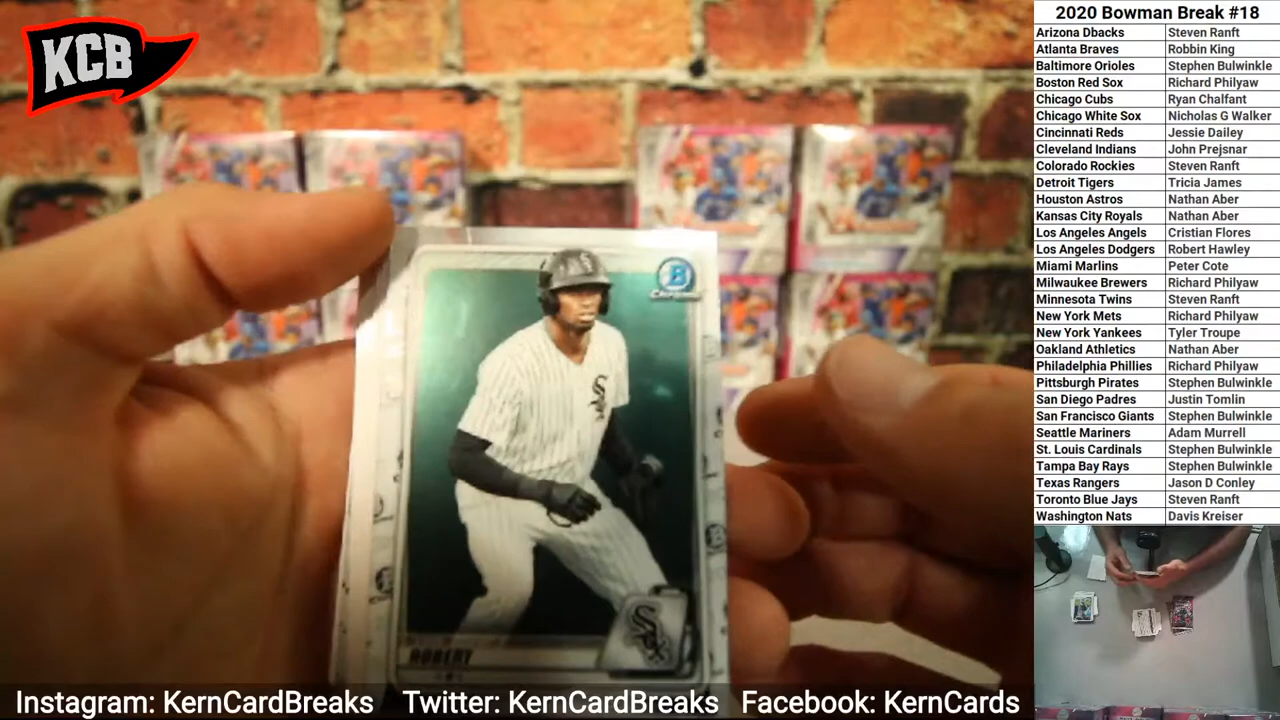 KCB
B
Chrome
Sox
Sox
ROBERT
2020 Bowman Break #18
Arizona Dbacks Steven Ranft
Atlanta Braves Robbin King
Baltimore Orioles Stephen Bulwinkle
Boston Red Sox Richard Philyaw
Chicago Cubs Ryan Chalfant
Chicago White Sox Nicholas G Walker
Cincinnati Reds Jessie Dailey
Cleveland Indians John Prejsnar
Colorado Rockies Steven Ranft
Detroit Tigers Tricia James
Houston Astros Nathan Aber
Kansas City Royals Nathan Aber
Los Angeles Angels Cristian Flores
Los Angeles Dodgers Robert Hawley
Miami Marlins Peter Cote
Milwaukee Brewers Richard Philyaw
Minnesota Twins Steven Ranft
New York Mets Richard Philyaw
New York Yankees Tyler Troupe
Oakland Athletics Nathan Aber
Philadelphia Phillies Richard Philyaw
Pittsburgh Pirates Stephen Bulwinkle
San Diego Padres Justin Tomlin
San Francisco Giants Stephen Bulwinkle
Seattle Mariners Adam Murrell
St. Louis Cardinals Stephen Bulwinkle
Tampa Bay Rays Stephen Bulwinkle
Texas Rangers Jason D Conley
Toronto Blue Jays Steven Ranft
Washington Nats Davis Kreiser
Instagram: KernCardBreaks Twitter: KernCardBreaks Facebook: KernCards